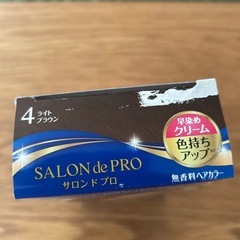 4 ライト
ブラウン
SALON de PRO
サロンドプロ
早染め
クリーム
色持ち
アップ
無香料ヘアカラー